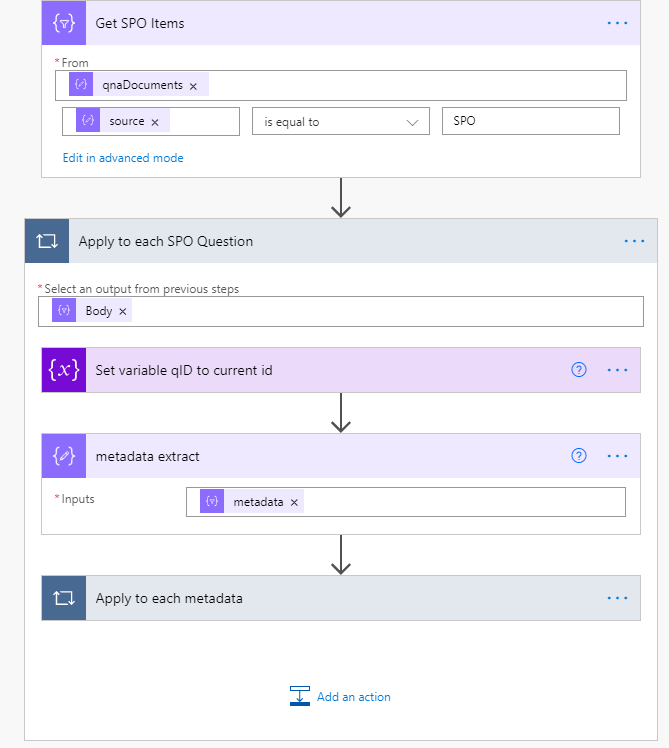 Get SPO Items
* From
qnaDocuments ×
source × is equal to SPO
Edit in advanced mode
Apply to each SPO Question
* Select an output from previous steps
Body ×
{x} Set variable qID to current id ?
metadata extract ?
* Inputs metadata ×
Apply to each metadata
Add an action